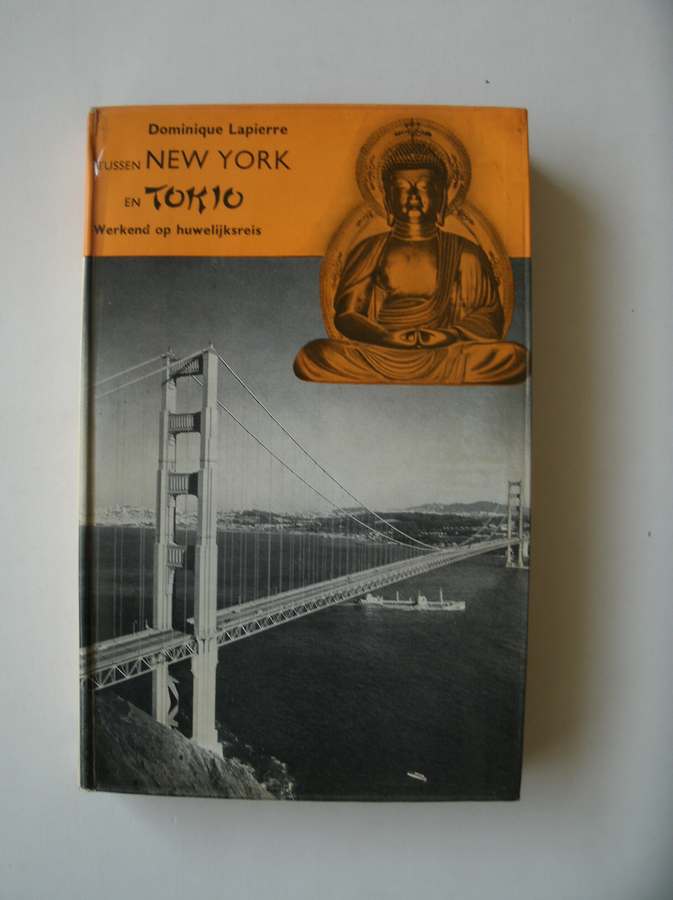 Dominique Lapierre
TUSSEN NEW YORK
EN TOKIO
Werkend op huwelijksreis